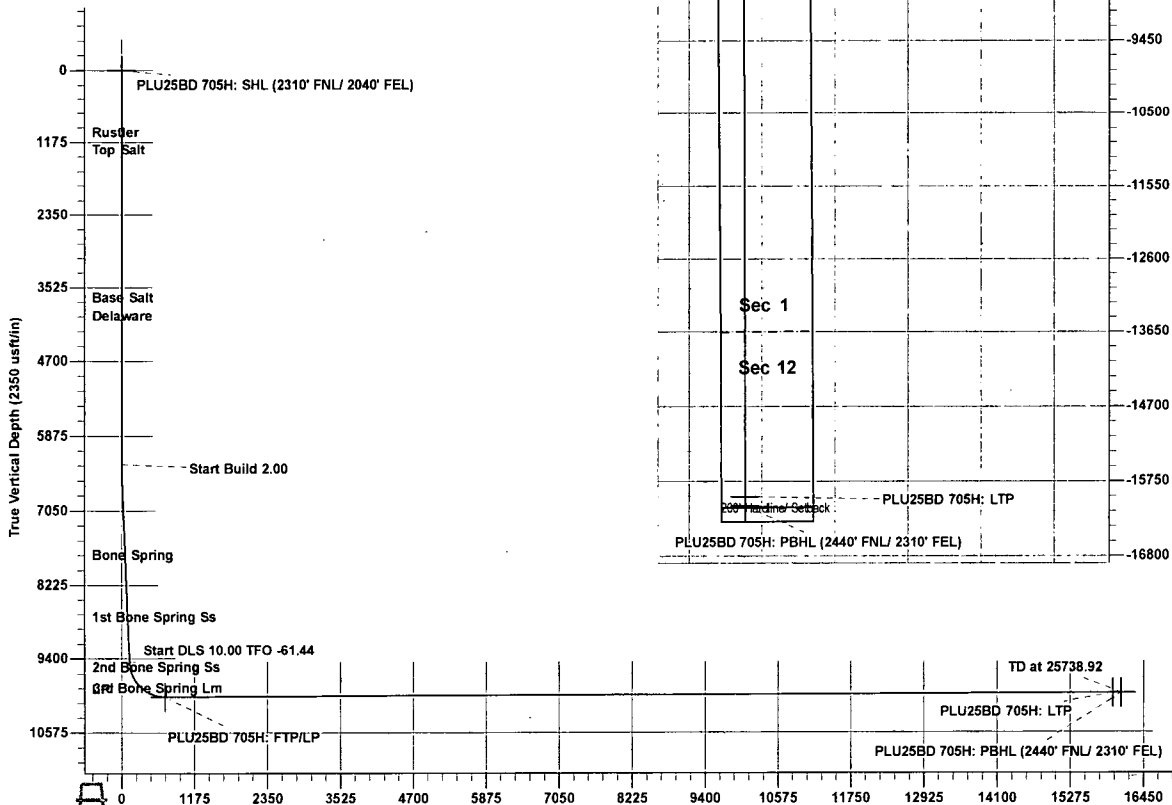 0
PLU25BD 705H: SHL (2310' FNL/ 2040' FEL)
Rustler
1175
Top Salt
2350
3525
Base Salt
Delaware
4700
5875
Start Build 2.00
7050
Bone Spring
8225
1st Bone Spring Ss
Start DLS 10.00 TFO -61.44
9400
2nd Bone Spring Ss
Bone Spring Lm
10575
PLU25BD 705H: FTP/LP
TD at 25738.92
PLU25BD 705H: LTP
PLU25BD 705H: PBHL (2440' FNL/ 2310' FEL)
True Vertical Depth (2350 usft/in)
0 1175 2350 3525 4700 5875 7050 8225 9400 10575 11750 12925 14100 15275 16450
-9450
-10500
-11550
-12600
Sec 1
-13650
Sec 12
-14700
-15750
PLU25BD 705H: LTP
Hardline/ Setback
PLU25BD 705H: PBHL (2440' FNL/ 2310' FEL)
-16800